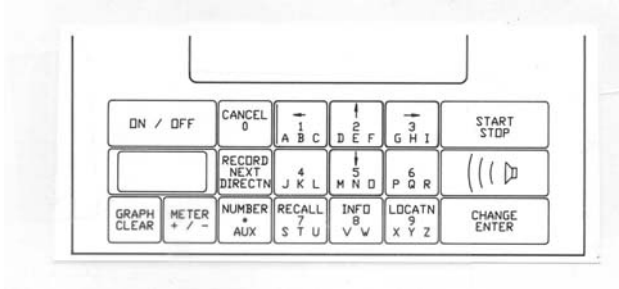 ON / OFF
CANCEL
0
1
A B C
2
D E F
3
G H I
START
STOP
RECORD
NEXT
DIRECTN
4
J K L
5
M N O
6
P Q R
GRAPH
CLEAR
METER
+ / -
NUMBER
*
AUX
RECALL
7
S T U
INFO
8
V W
LOCATN
9
X Y Z
CHANGE
ENTER